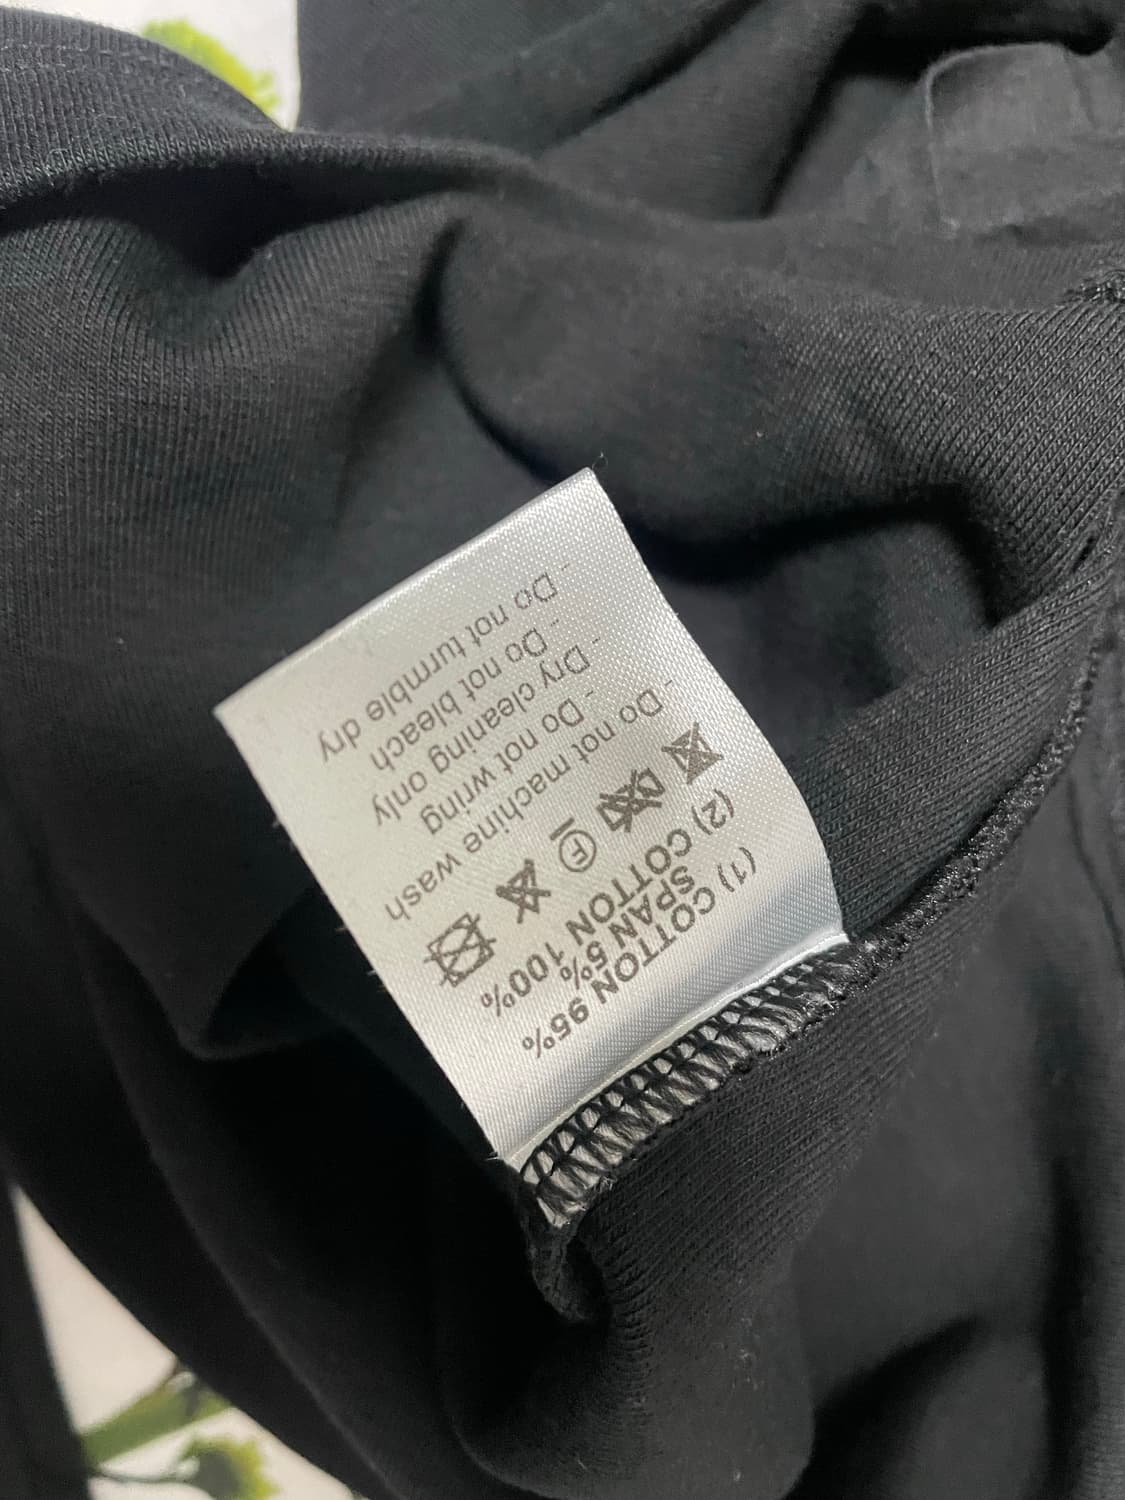 (1) COTTON 95%
SPAN 5%
(2) COTTON 100%
F
- Do not machine wash
- Do not wring
- Dry cleaning only
- Do not bleach
- Do not turmble dry